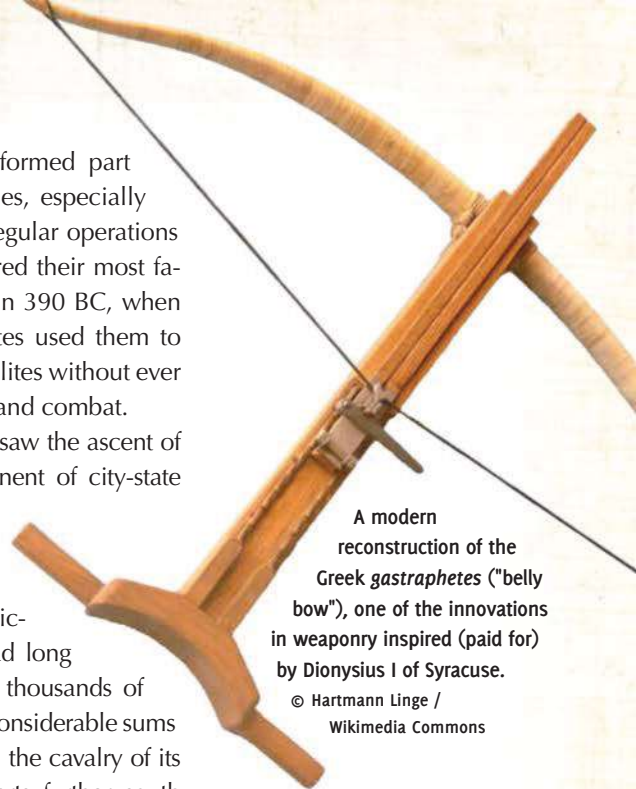 formed part
es, especially
egular operations
red their most fa-
n 390 BC, when
tes used them to
lites without ever
and combat.
saw the ascent of
nent of city-state
ic-
d long
thousands of
onsiderable sums
the cavalry of its
A modern
reconstruction of the
Greek gastraphetes ("belly
bow"), one of the innovations
in weaponry inspired (paid for)
by Dionysius I of Syracuse.
© Hartmann Linge /
Wikimedia Commons